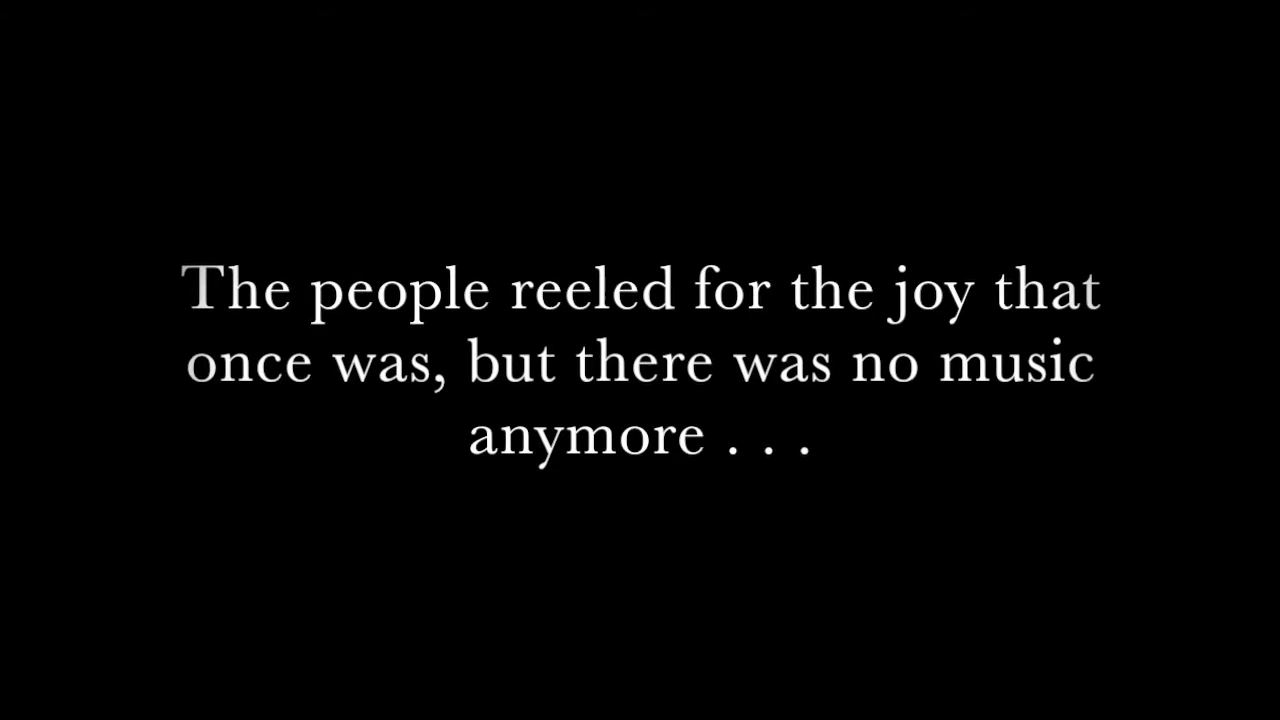 The people reeled for the joy that
once was, but there was no music
anymore . . .